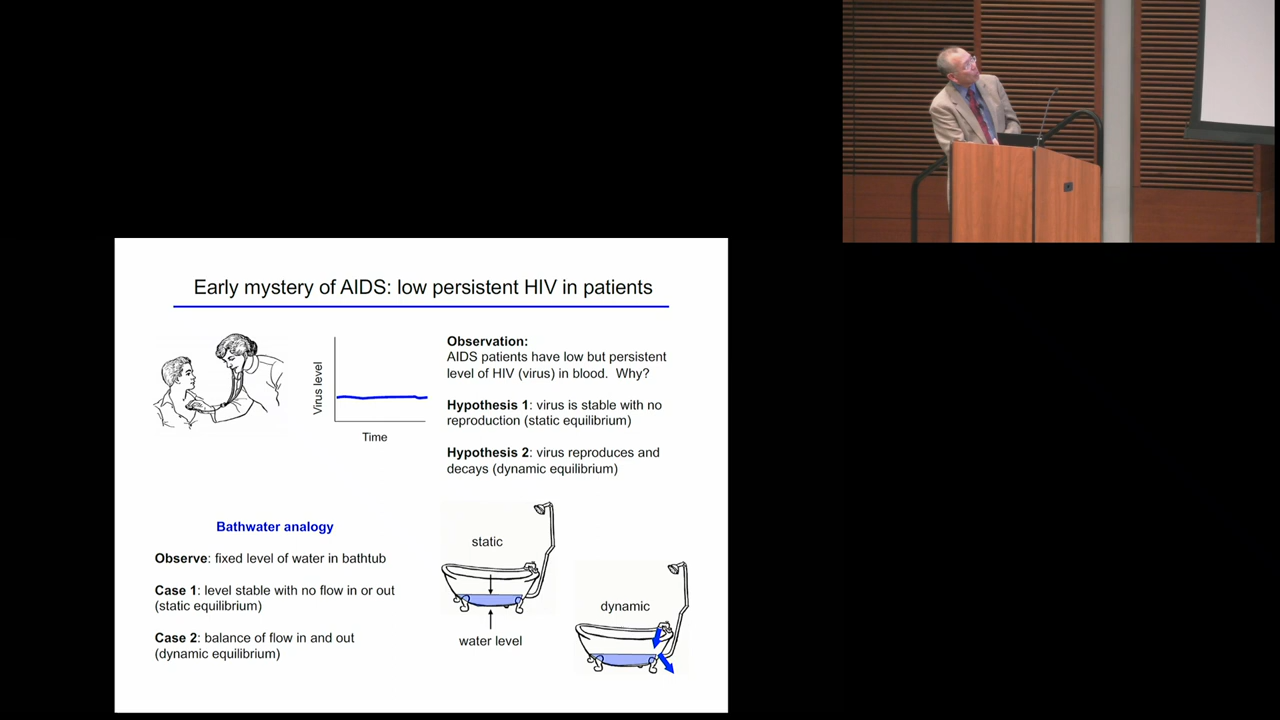 Early mystery of AIDS: low persistent HIV in patients
Virus level
Time
Observation:
AIDS patients have low but persistent
level of HIV (virus) in blood. Why?
Hypothesis 1: virus is stable with no
reproduction (static equilibrium)
Hypothesis 2: virus reproduces and
decays (dynamic equilibrium)
Bathwater analogy
Observe: fixed level of water in bathtub
Case 1: level stable with no flow in or out
(static equilibrium)
Case 2: balance of flow in and out
(dynamic equilibrium)
static
water level
dynamic